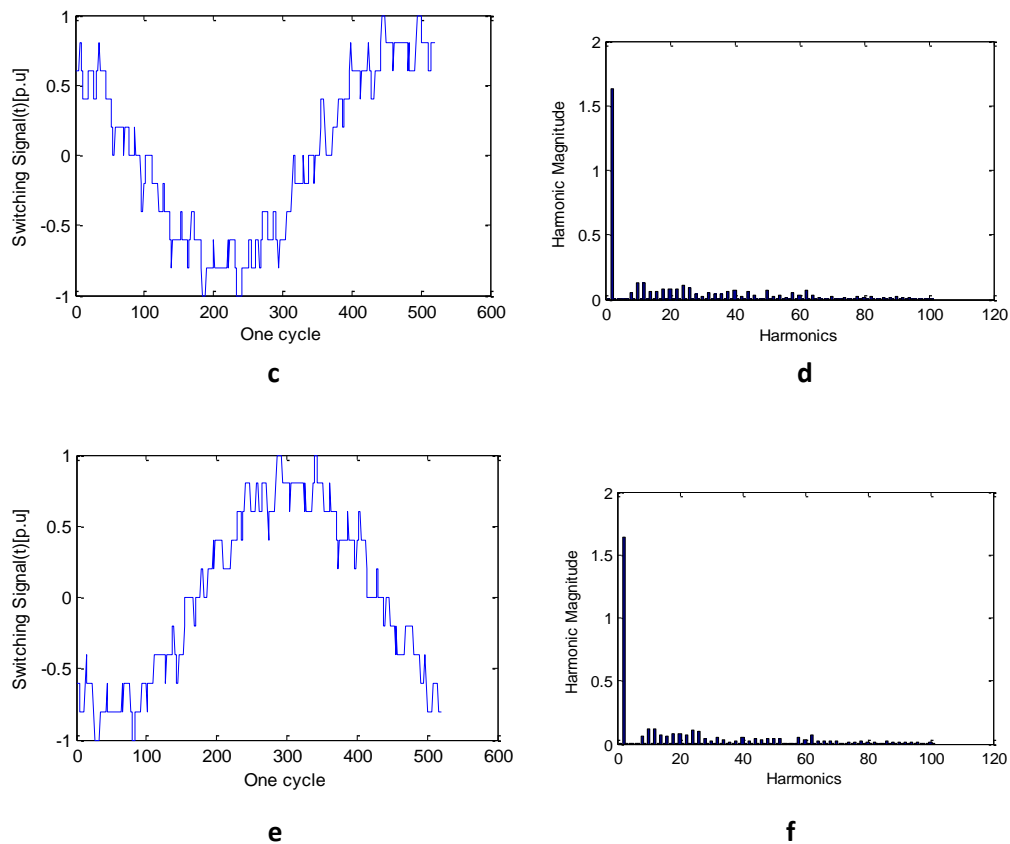 1
0.5
0
-0.5
-1
Switching Signal(t)[p.u]
0 100 200 300 400 500 600
One cycle
c
2
1.5
1
0.5
0
Harmonic Magnitude
0 20 40 60 80 100 120
Harmonics
d
1
0.5
0
-0.5
-1
Switching Signal(t)[p.u]
0 100 200 300 400 500 600
One cycle
e
2
1.5
1
0.5
0
Harmonic Magnitude
0 20 40 60 80 100 120
Harmonics
f